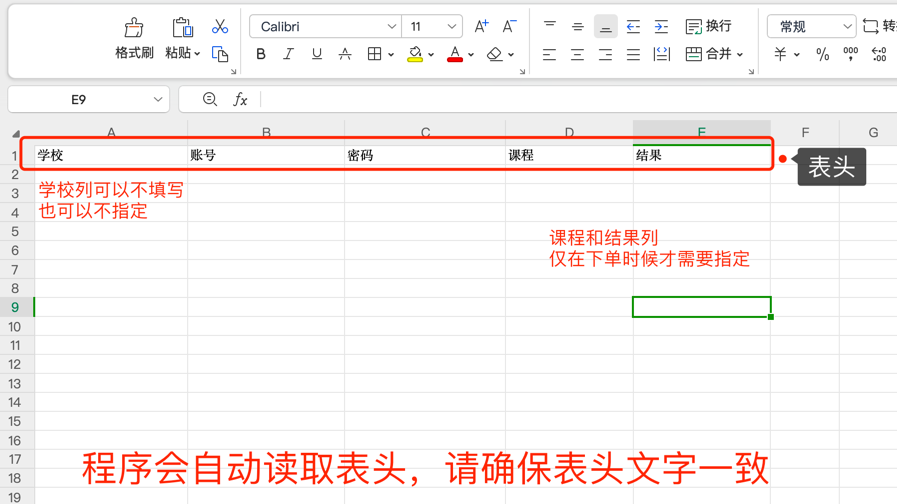 Calibri 11 A+ A- 换行 常规 转
格式刷 粘贴 B I U A A 合并 ¥ % 000 .00
E9 fx
A B C D E F G
1 学校 账号 密码 课程 结果 表头
2
3 学校列可以不填写
4 也可以不指定
5 课程和结果列
6 仅在下单时候才需要指定
7
8
9
10
11
12
13
14
15
16
17 程序会自动读取表头，请确保表头文字一致
18
19